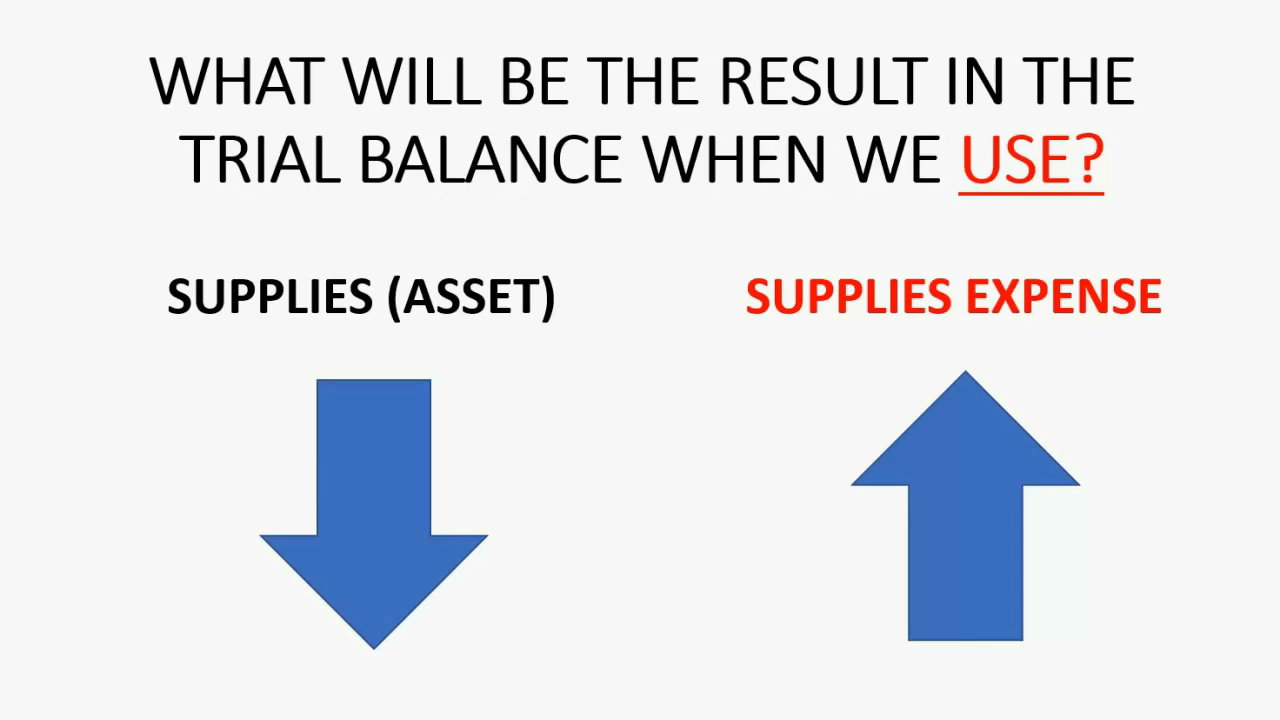 WHAT WILL BE THE RESULT IN THE
TRIAL BALANCE WHEN WE USE?
SUPPLIES (ASSET)
SUPPLIES EXPENSE